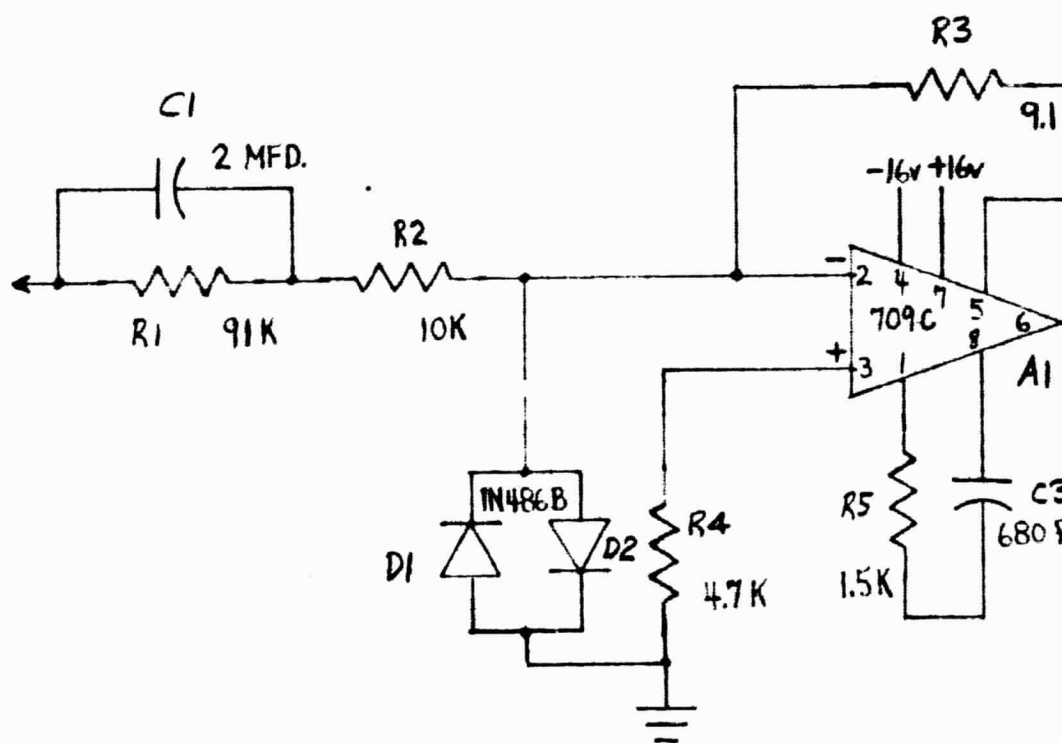 R3
9.1
C1
2 MFD.
-16v +16v
R2
R1 91K
10K
-
2 4 7 5 6
709C 8
+
3 1
A1
1N486B
D1 D2
R4
4.7K
R5
1.5K
C3
680